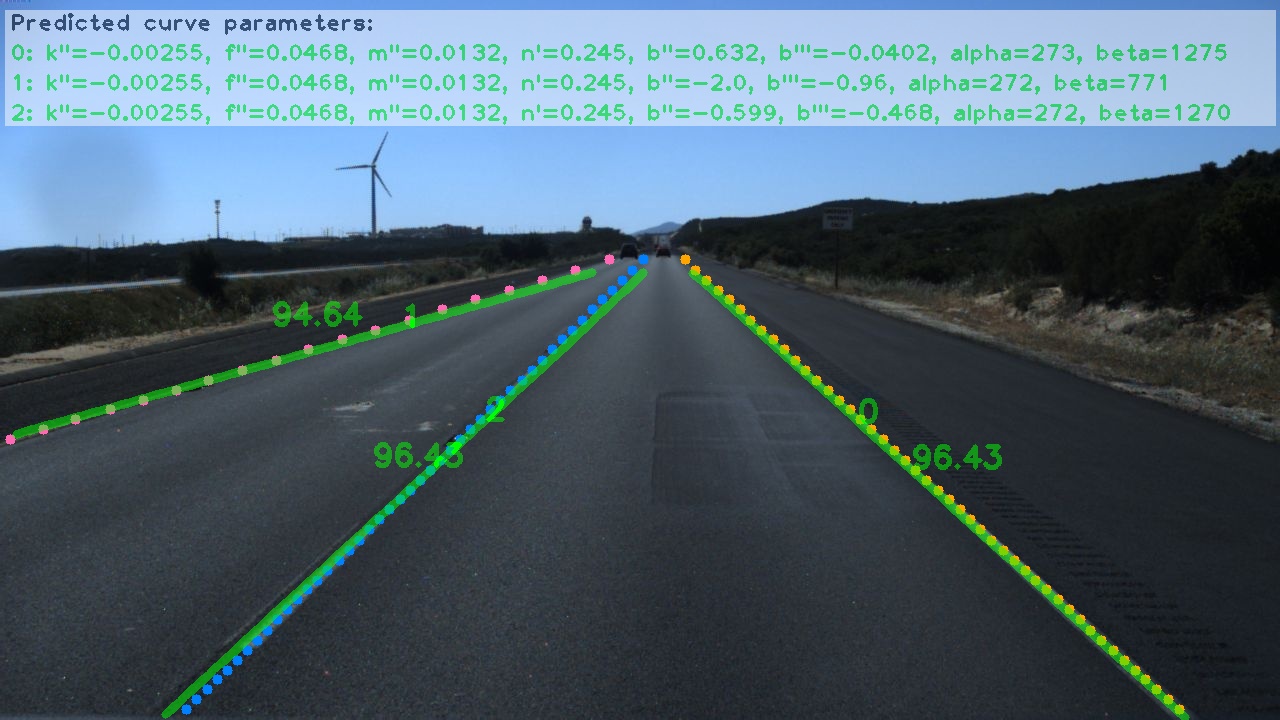 Predicted curve parameters:
0: k"=-0.00255, f"=0.0468, m"=0.0132, n'=0.245, b"=0.632, b'"=-0.0402, alpha=273, beta=1275
1: k"=-0.00255, f"=0.0468, m"=0.0132, n'=0.245, b"=-2.0, b'"=-0.96, alpha=272, beta=771
2: k"=-0.00255, f"=0.0468, m"=0.0132, n'=0.245, b"=-0.599, b'"=-0.468, alpha=272, beta=1270
94.64 1
2 0
96.43 96.43